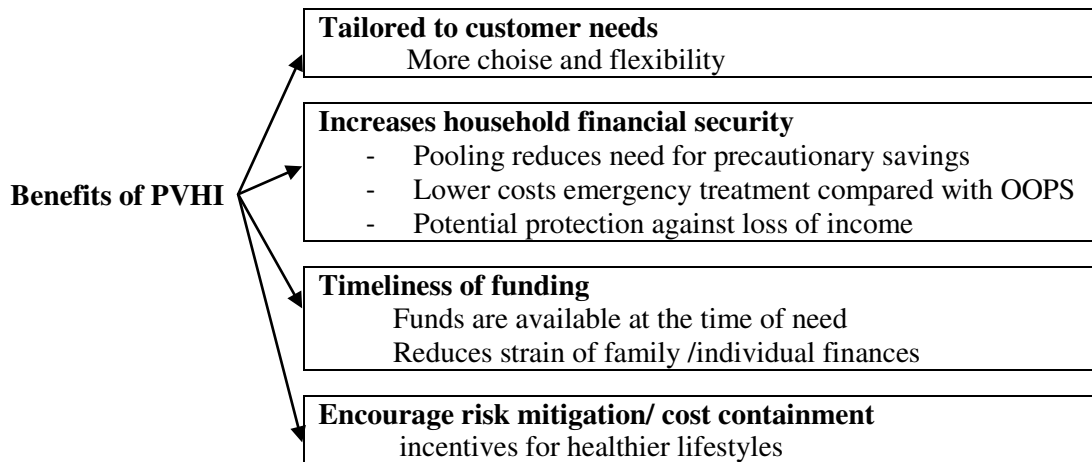 Tailored to customer needs
More choise and flexibility
Increases household financial security
- Pooling reduces need for precautionary savings
- Lower costs emergency treatment compared with OOPS
- Potential protection against loss of income
Benefits of PVHI
Timeliness of funding
Funds are available at the time of need
Reduces strain of family /individual finances
Encourage risk mitigation/ cost containment
incentives for healthier lifestyles